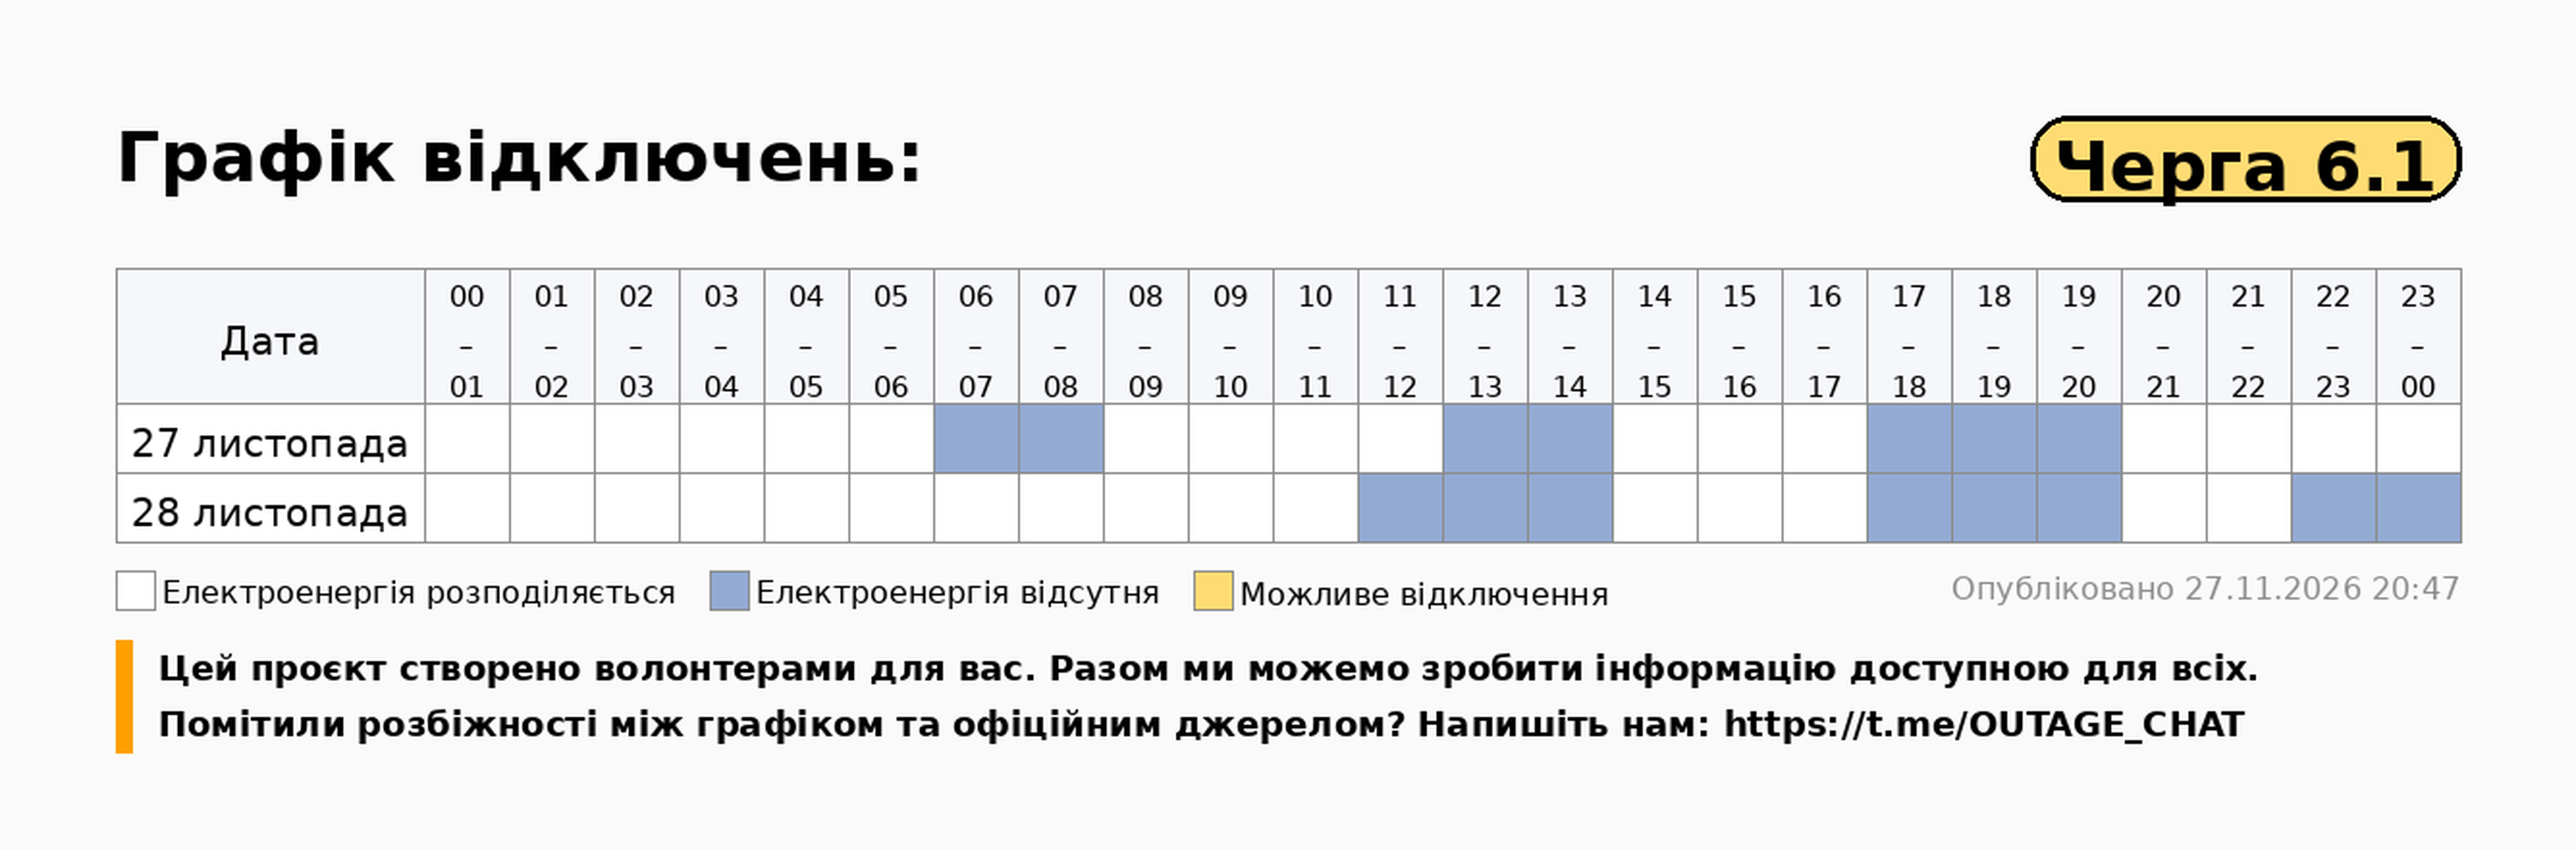 Графік відключень:
Черга 6.1
Дата
00 – 01
01 – 02
02 – 03
03 – 04
04 – 05
05 – 06
06 – 07
07 – 08
08 – 09
09 – 10
10 – 11
11 – 12
12 – 13
13 – 14
14 – 15
15 – 16
16 – 17
17 – 18
18 – 19
19 – 20
20 – 21
21 – 22
22 – 23
23 – 00
27 листопада
28 листопада
Електроенергія розподіляється
Електроенергія відсутня
Можливе відключення
Опубліковано 27.11.2026 20:47
Цей проєкт створено волонтерами для вас. Разом ми можемо зробити інформацію доступною для всіх.
Помітили розбіжності між графіком та офіційним джерелом? Напишіть нам: https://t.me/OUTAGE_CHAT